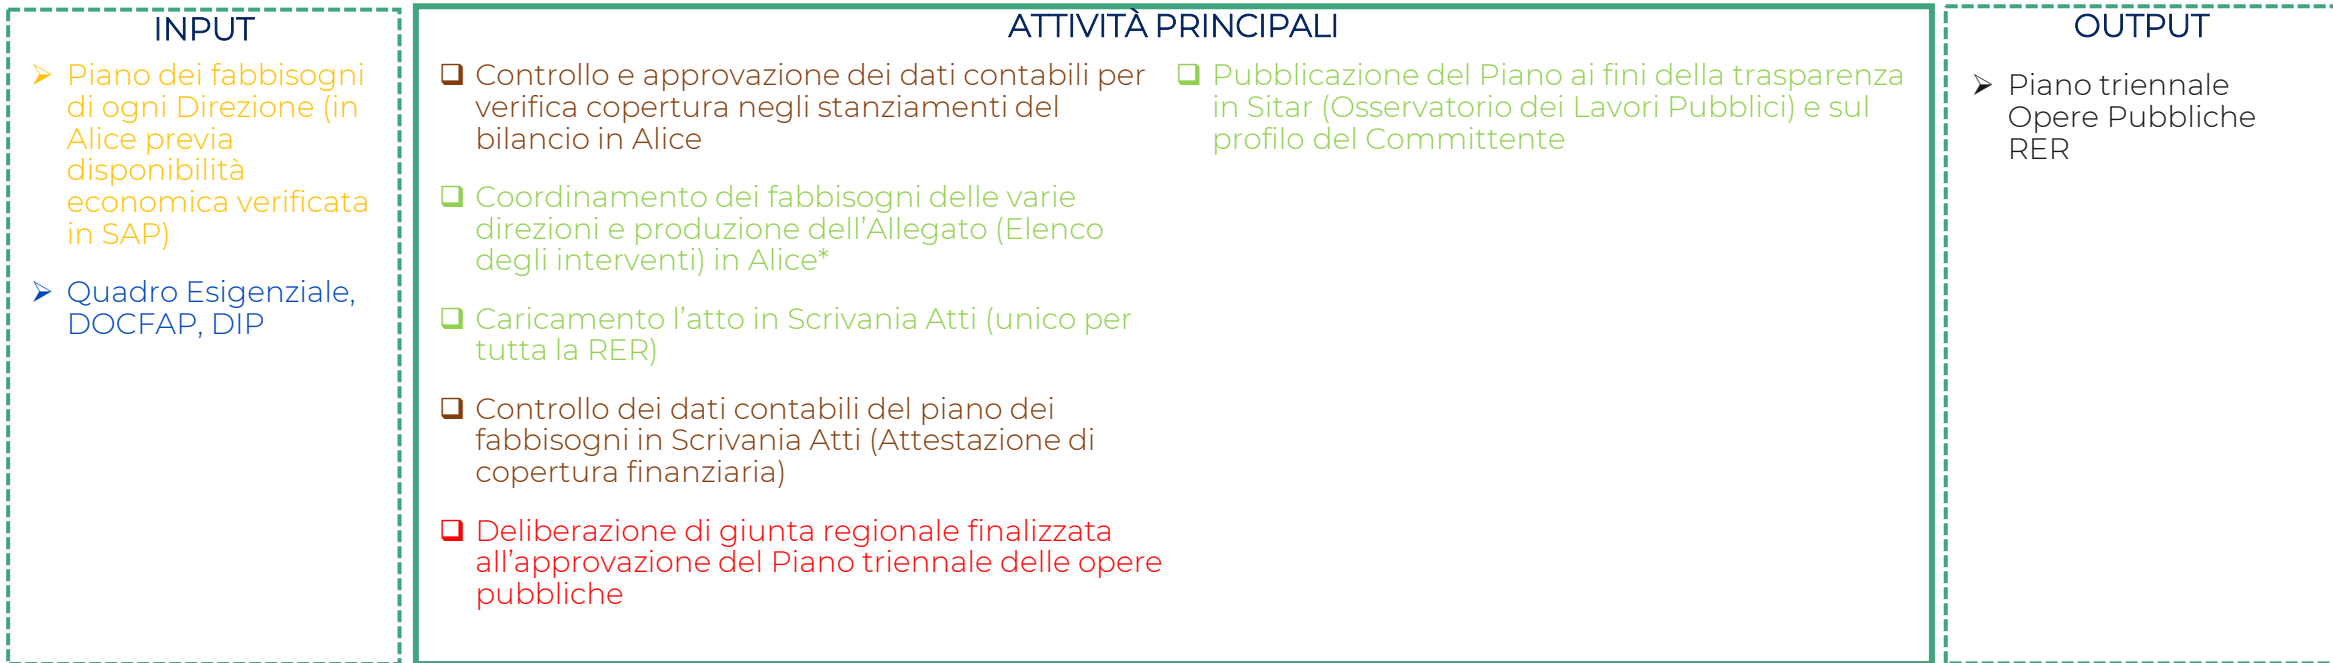 INPUT
Piano dei fabbisogni
di ogni Direzione (in
Alice previa
disponibilità
economica verificata
in SAP)
Quadro Esigenziale,
DOCFAP, DIP
ATTIVITÀ PRINCIPALI
Controllo e approvazione dei dati contabili per
verifica copertura negli stanziamenti del
bilancio in Alice
Coordinamento dei fabbisogni delle varie
direzioni e produzione dell’Allegato (Elenco
degli interventi) in Alice*
Caricamento l’atto in Scrivania Atti (unico per
tutta la RER)
Controllo dei dati contabili del piano dei
fabbisogni in Scrivania Atti (Attestazione di
copertura finanziaria)
Deliberazione di giunta regionale finalizzata
all’approvazione del Piano triennale delle opere
pubbliche
Pubblicazione del Piano ai fini della trasparenza
in Sitar (Osservatorio dei Lavori Pubblici) e sul
profilo del Committente
OUTPUT
Piano triennale
Opere Pubbliche
RER